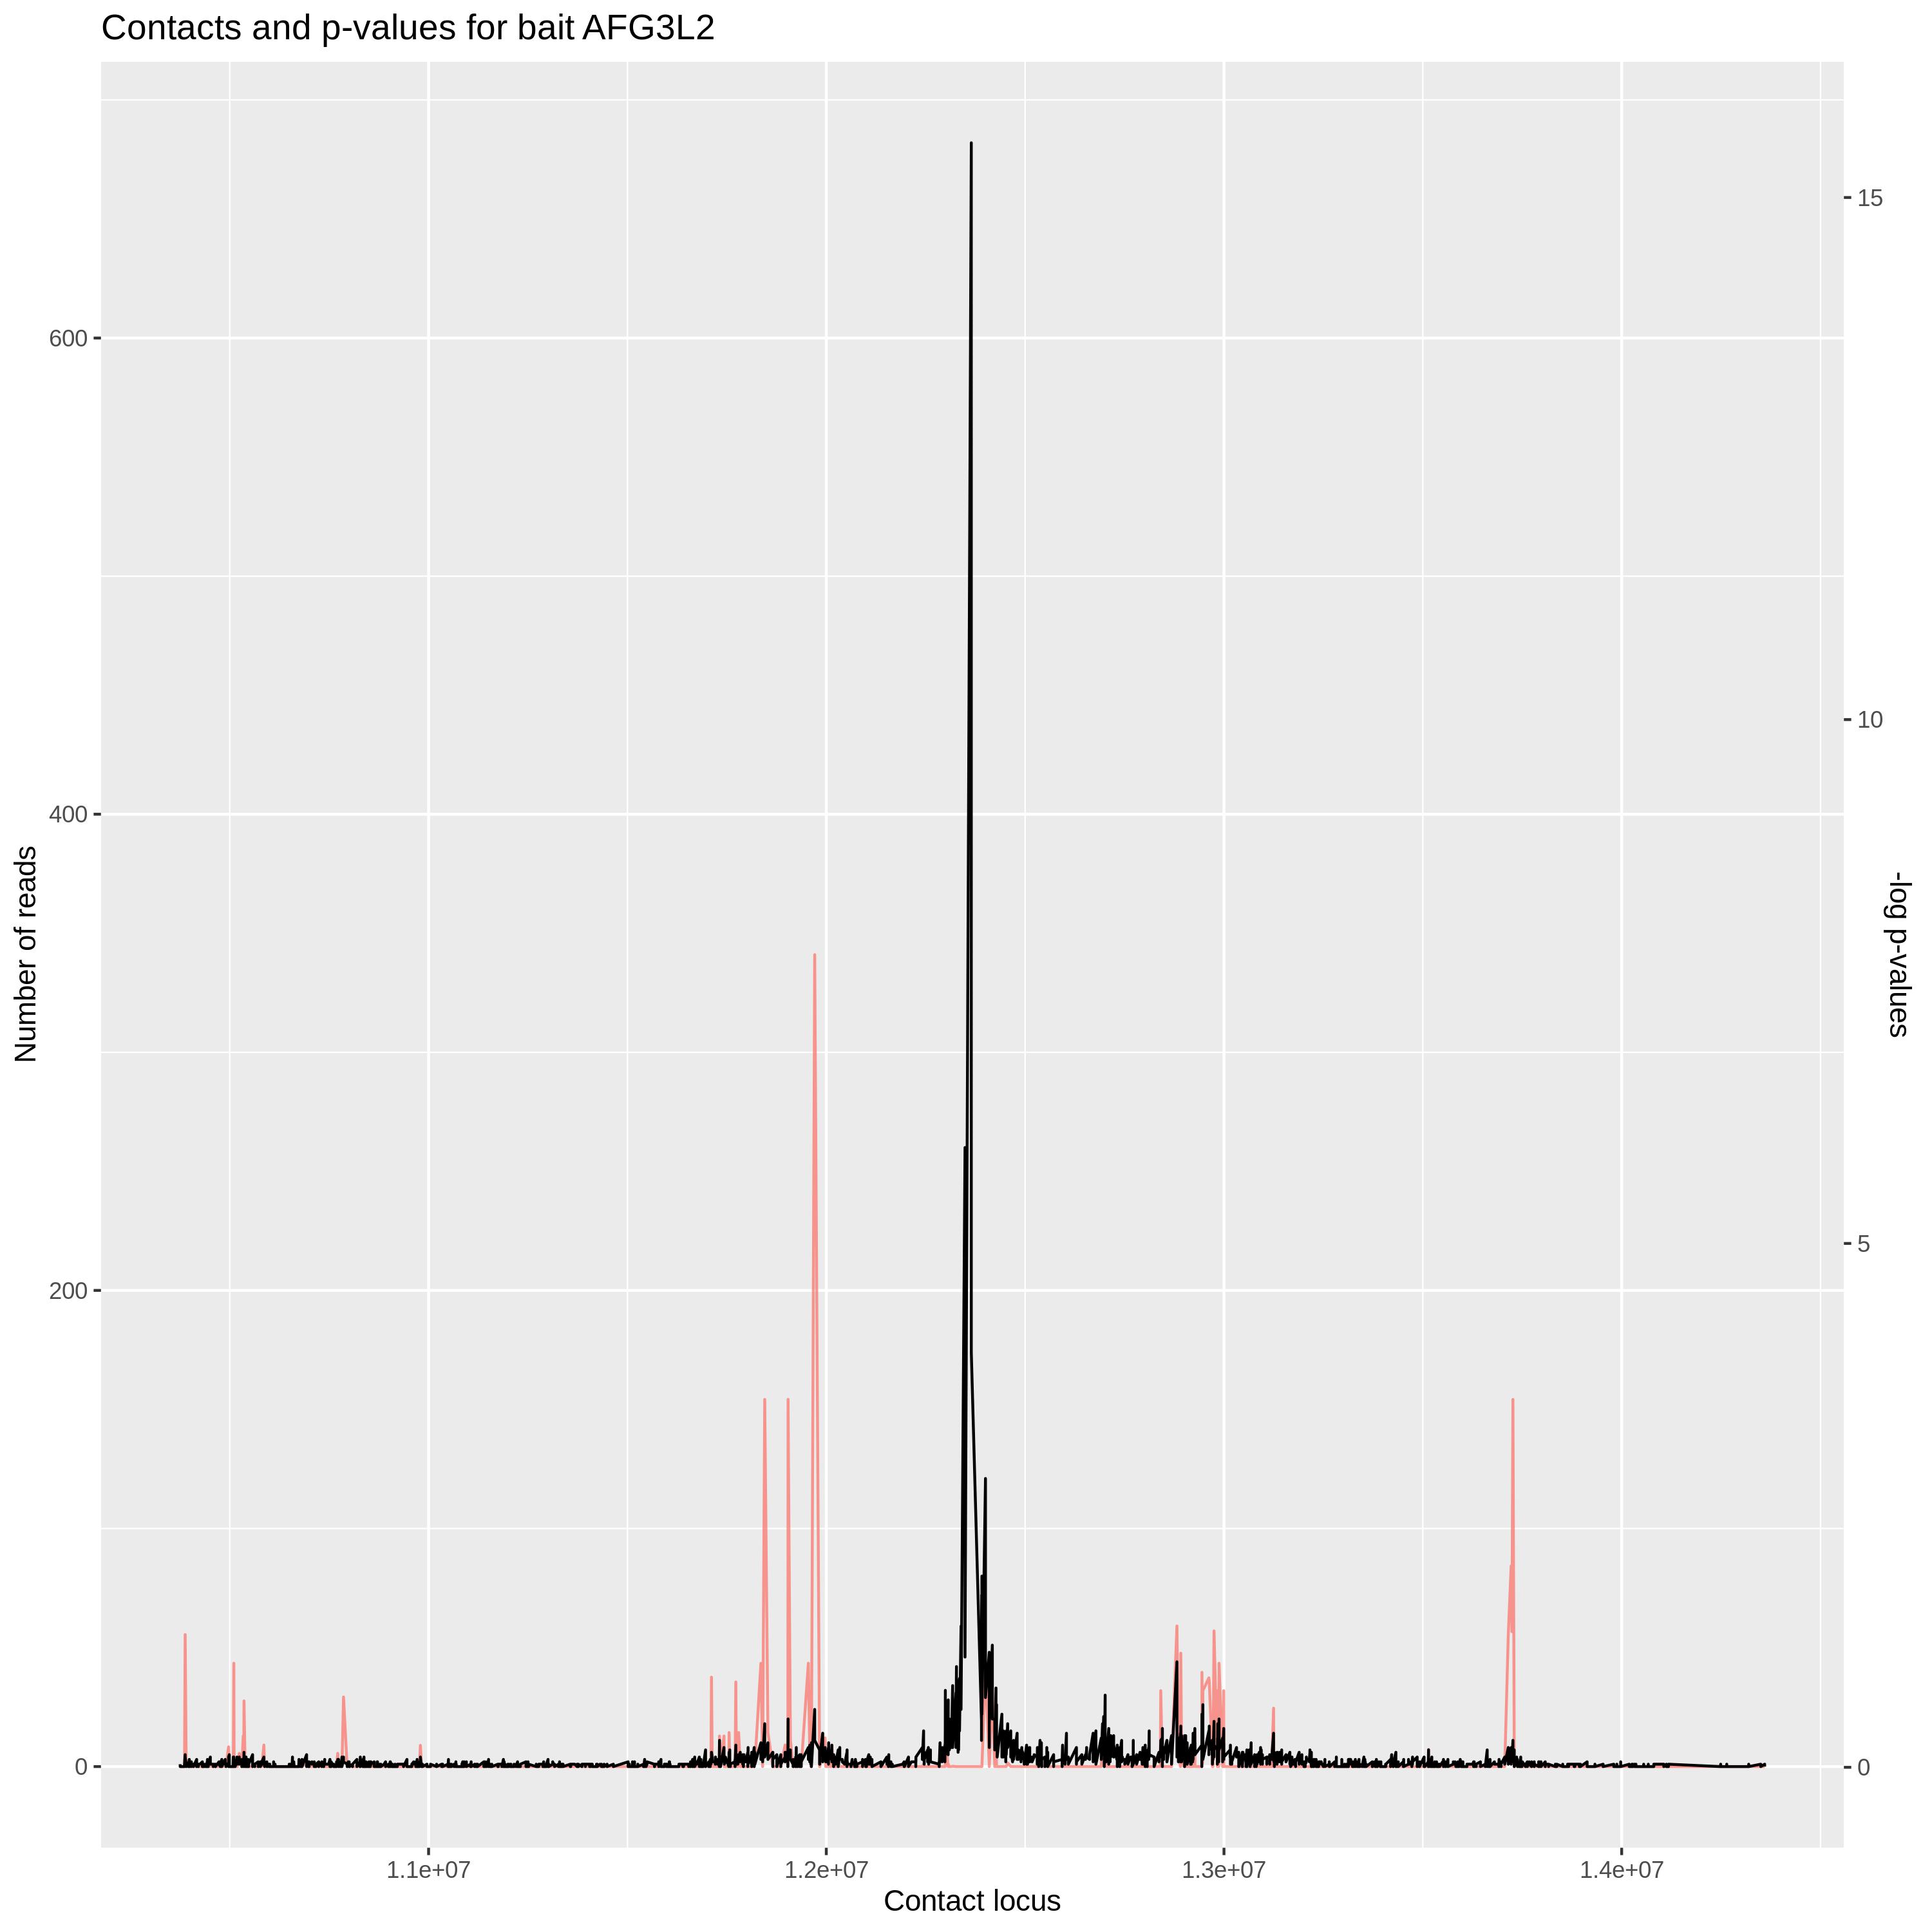 Contacts and p-values for bait AFG3L2
15
600
10
400
Number of reads
-log p-values
5
200
0
0
1.1e+07
1.2e+07
1.3e+07
1.4e+07
Contact locus